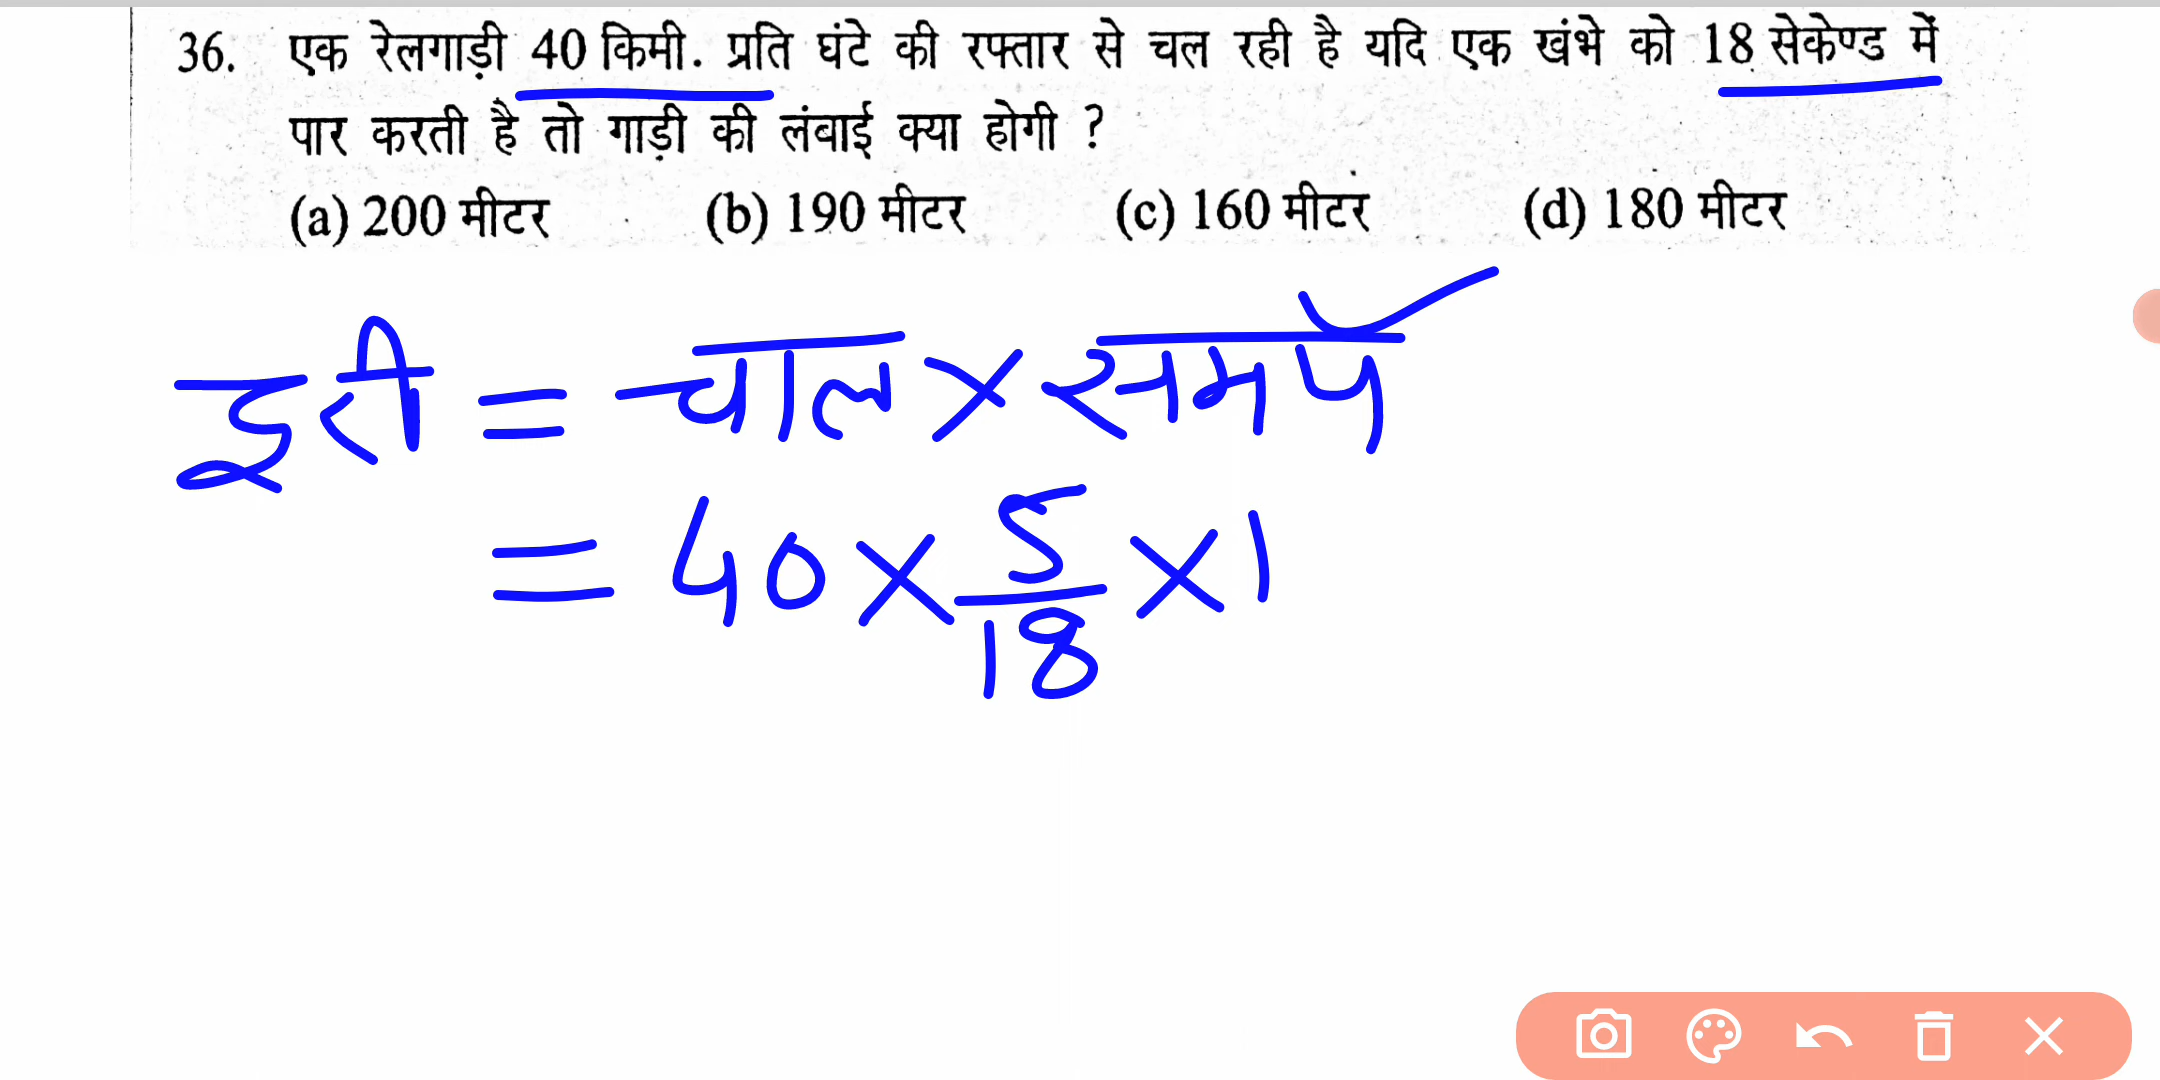 36. एक रेलगाड़ी 40 किमी. प्रति घंटे की रफ्तार से चल रही है यदि एक खंभे को 18 सेकेण्ड में
पार करती है तो गाड़ी की लंबाई क्या होगी ?
(a) 200 मीटर (b) 190 मीटर (c) 160 मीटर (d) 180 मीटर
दूरी = चाल × समय
= 40 × 5/18 × 1